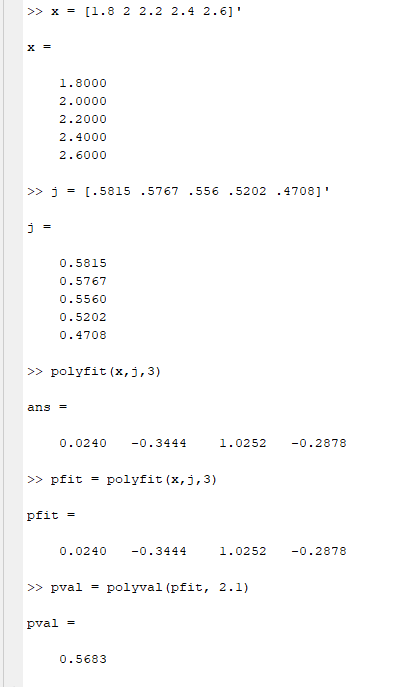 >> x = [1.8 2 2.2 2.4 2.6]'
x =
1.8000
2.0000
2.2000
2.4000
2.6000
>> j = [.5815 .5767 .556 .5202 .4708]'
j =
0.5815
0.5767
0.5560
0.5202
0.4708
>> polyfit(x,j,3)
ans =
0.0240 -0.3444 1.0252 -0.2878
>> pfit = polyfit(x,j,3)
pfit =
0.0240 -0.3444 1.0252 -0.2878
>> pval = polyval(pfit, 2.1)
pval =
0.5683